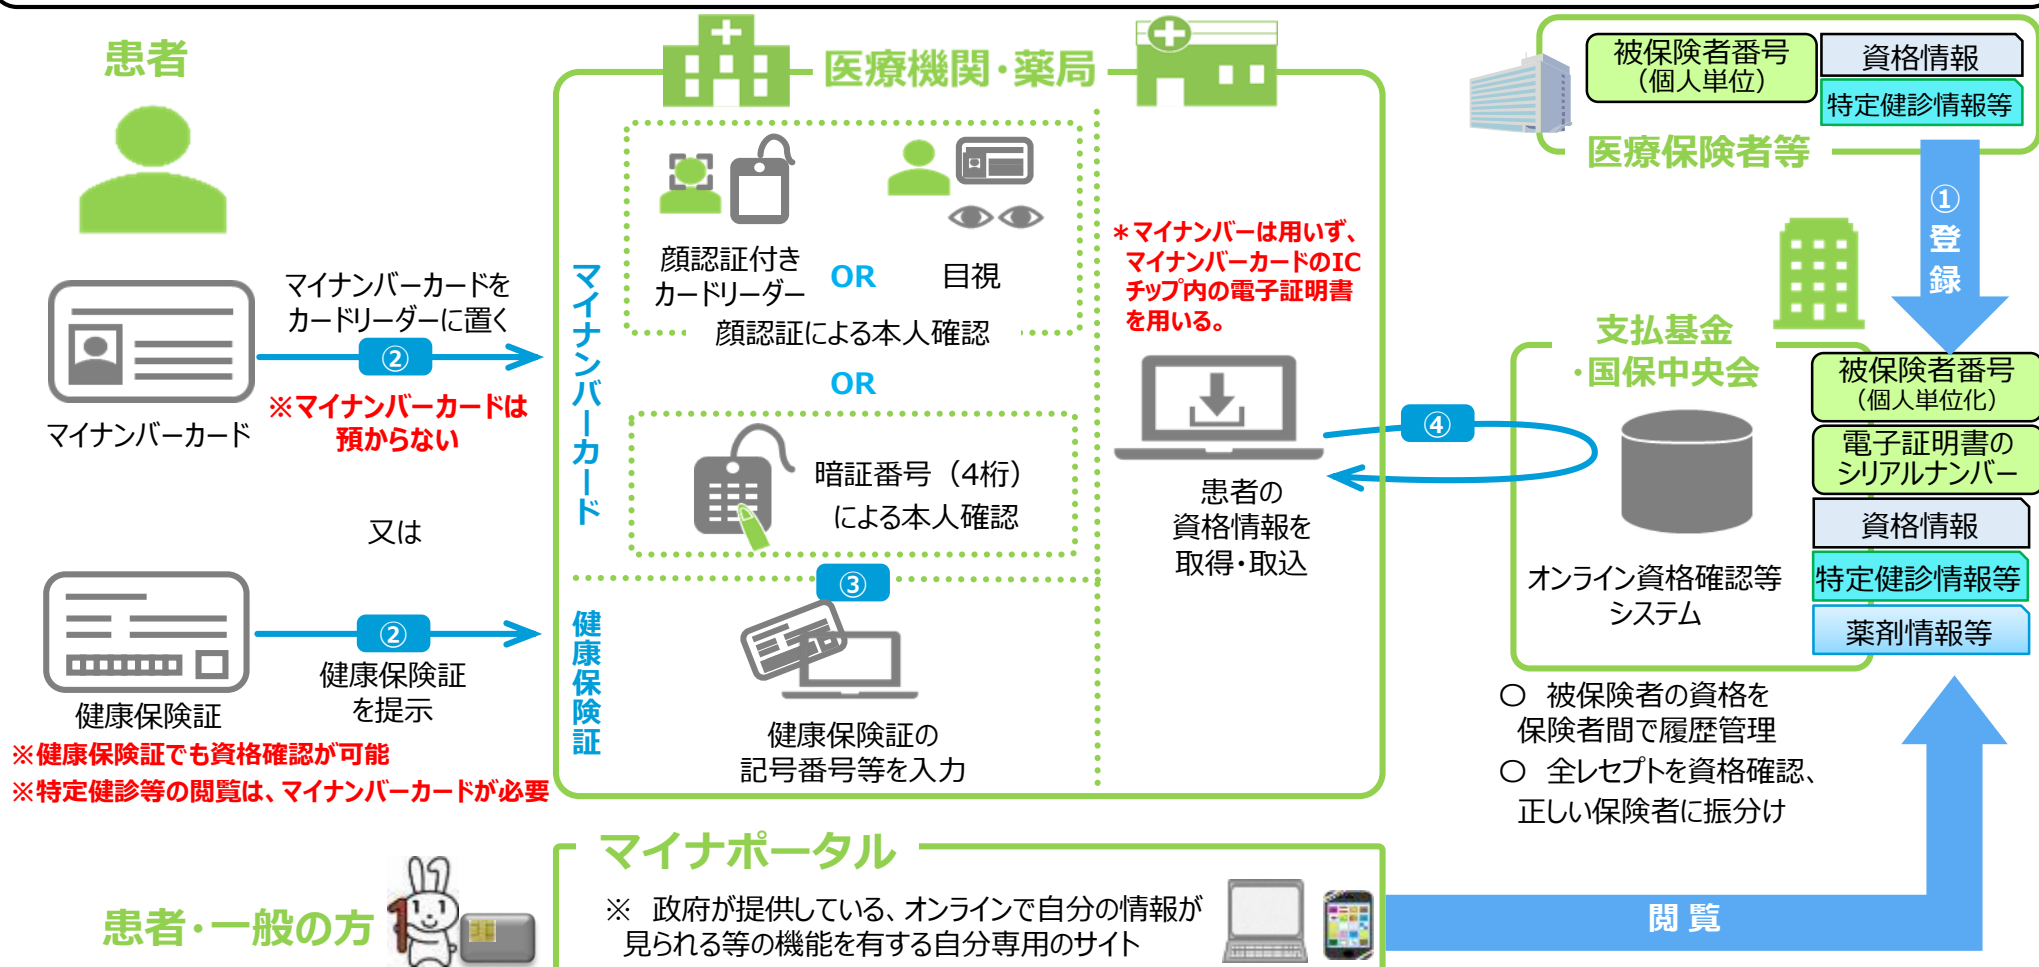 患者
マイナンバーカード
マイナンバーカードを
カードリーダーに置く
②
※マイナンバーカードは
預からない
又は
健康保険証
②
健康保険証
を提示
※健康保険証でも資格確認が可能
※特定健診等の閲覧は、マイナンバーカードが必要
医療機関・薬局
マイナンバーカード
顔認証付き
カードリーダー
OR
目視
顔認証による本人確認
OR
暗証番号（4桁）
による本人確認
③
健康保険証
健康保険証の
記号番号等を入力
＊マイナンバーは用いず、
マイナンバーカードのIC
チップ内の電子証明書
を用いる。
患者の
資格情報を
取得・取込
④
被保険者番号
（個人単位）
資格情報
特定健診情報等
医療保険者等
①
登
録
支払基金
・国保中央会
オンライン資格確認等
システム
被保険者番号
（個人単位化）
電子証明書の
シリアルナンバー
資格情報
特定健診情報等
薬剤情報等
〇　被保険者の資格を
保険者間で履歴管理
〇　全レセプトを資格確認、
正しい保険者に振分け
患者・一般の方
1
マイナポータル
※　政府が提供している、オンラインで自分の情報が
見られる等の機能を有する自分専用のサイト
閲覧